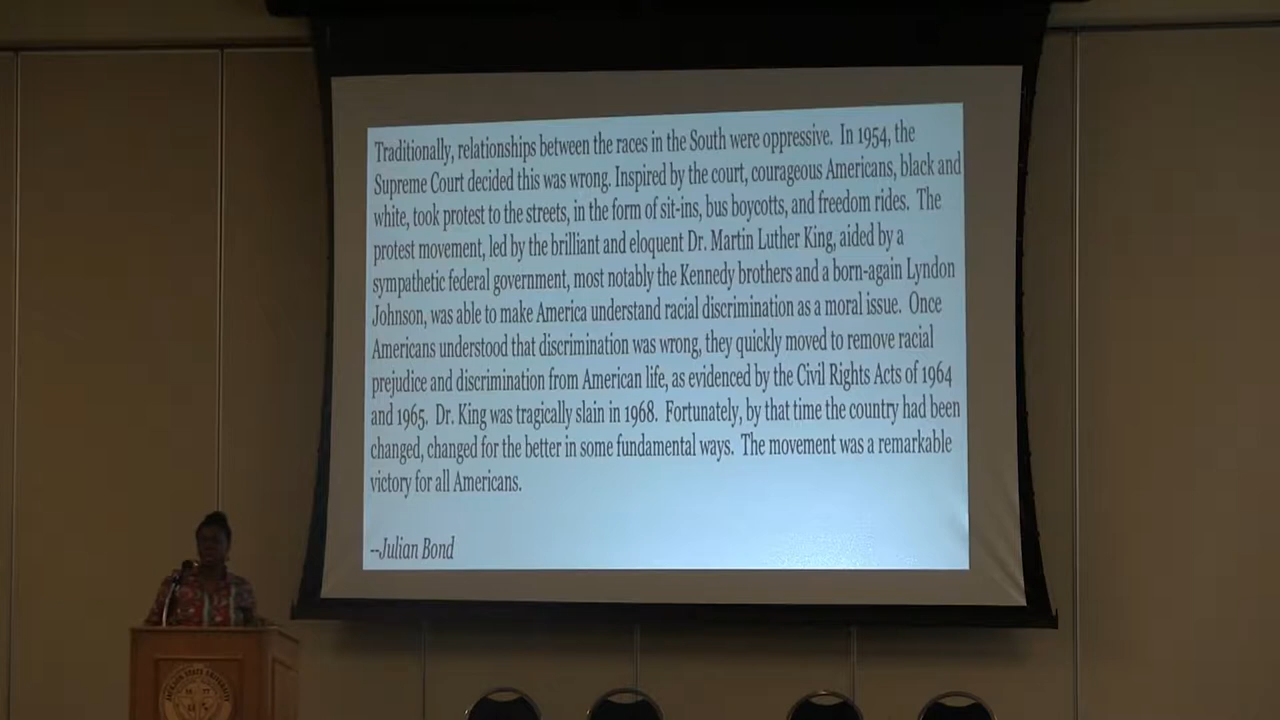 Traditionally, relationships between the races in the South were oppressive. In 1954, the
Supreme Court decided this was wrong. Inspired by the court, courageous Americans, black and
white, took protest to the streets, in the form of sit-ins, bus boycotts, and freedom rides. The
protest movement, led by the brilliant and eloquent Dr. Martin Luther King, aided by a
sympathetic federal government, most notably the Kennedy brothers and a born-again Lyndon
Johnson, was able to make America understand racial discrimination as a moral issue. Once
Americans understood that discrimination was wrong, they quickly moved to remove racial
prejudice and discrimination from American life, as evidenced by the Civil Rights Acts of 1964
and 1965. Dr. King was tragically slain in 1968. Fortunately, by that time the country had been
changed, changed for the better in some fundamental ways. The movement was a remarkable
victory for all Americans.
--Julian Bond
JACKSON STATE UNIVERSITY